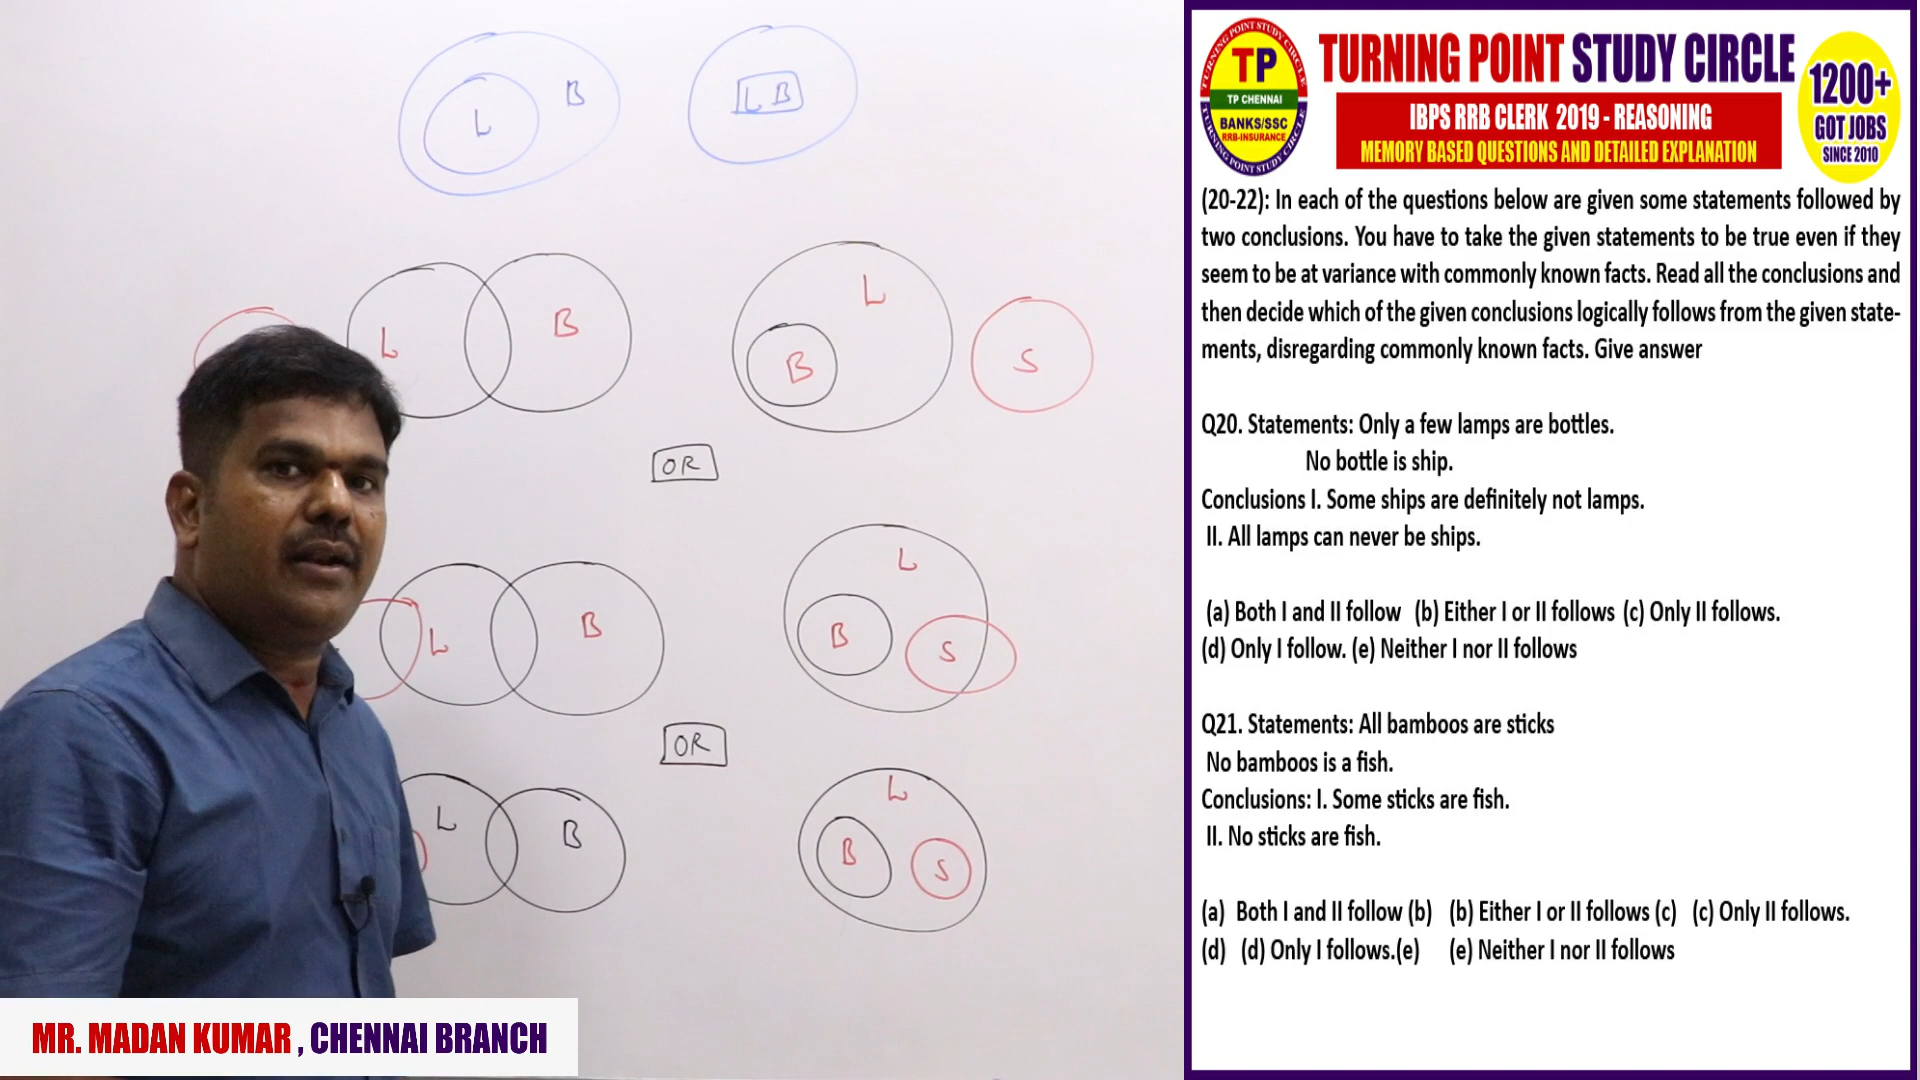 L B
L B
L B
L
B
S
OR
L B
L
B
S
OR
L B
L
B S
MR. MADAN KUMAR , CHENNAI BRANCH
TURNING POINT STUDY CIRCLE
TP
TP CHENNAI
BANKS/SSC
RRB-INSURANCE
TURNING POINT STUDY CIRCLE
TURNING POINT STUDY CIRCLE
IBPS RRB CLERK 2019 - REASONING
MEMORY BASED QUESTIONS AND DETAILED EXPLANATION
1200+
GOT JOBS
SINCE 2010
(20-22): In each of the questions below are given some statements followed by
two conclusions. You have to take the given statements to be true even if they
seem to be at variance with commonly known facts. Read all the conclusions and
then decide which of the given conclusions logically follows from the given state-
ments, disregarding commonly known facts. Give answer
Q20. Statements: Only a few lamps are bottles.
No bottle is ship.
Conclusions I. Some ships are definitely not lamps.
II. All lamps can never be ships.
(a) Both I and II follow (b) Either I or II follows (c) Only II follows.
(d) Only I follow. (e) Neither I nor II follows
Q21. Statements: All bamboos are sticks
No bamboos is a fish.
Conclusions: I. Some sticks are fish.
II. No sticks are fish.
(a) Both I and II follow (b) (b) Either I or II follows (c) (c) Only II follows.
(d) (d) Only I follows.(e) (e) Neither I nor II follows